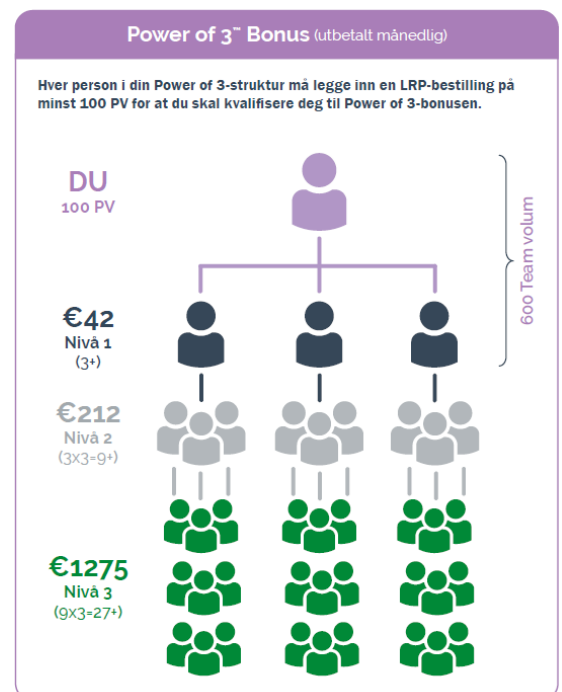 Power of 3™ Bonus (utbetalt månedlig)
Hver person i din Power of 3-struktur må legge inn en LRP-bestilling på
minst 100 PV for at du skal kvalifisere deg til Power of 3-bonusen.
DU
100 PV
600 Team volum
€42
Nivå 1
(3+)
€212
Nivå 2
(3x3=9+)
€1275
Nivå 3
(9x3=27+)